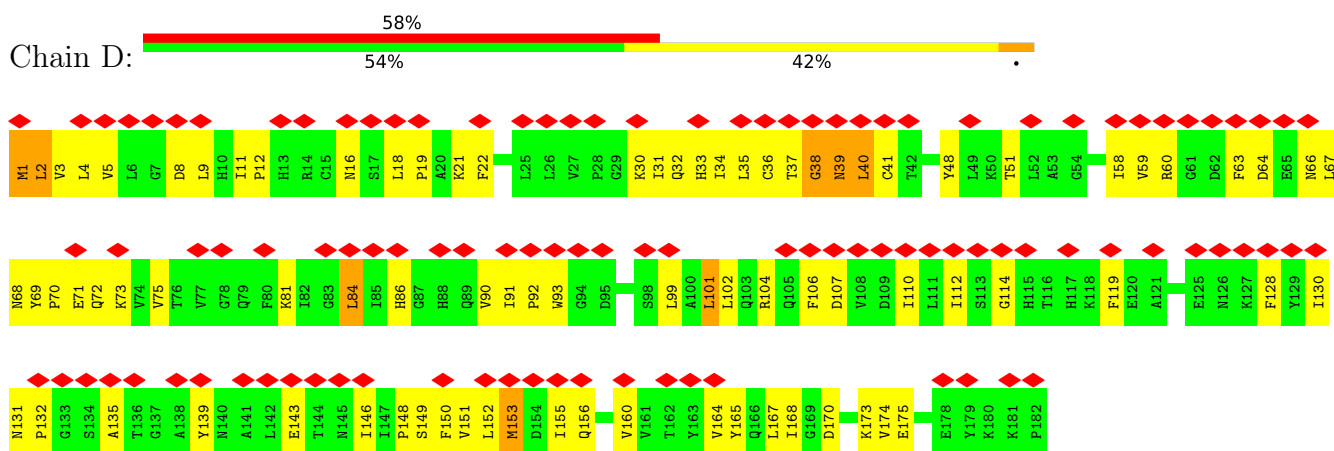 58%
Chain D:
54% 42% •
M1 L2 V3 L4 V5 L6 G7 D8 L9 H10 I11 P12 H13 R14 C15 N16 S17 L18 P19 A20 K21 F22 L25 L26 V27 P28 G29 K30 I31 Q32 H33 I34 L35 C36 T37 G38 N39 L40 C41 T42 Y48 L49 K50 T51 L52 A53 G54 I58 V59 R60 G61 D62 F63 D64 E65 N66 L67
N68 Y69 P70 E71 Q72 K73 V74 V75 T76 V77 G78 Q79 F80 K81 I82 G83 L84 I85 H86 G87 H88 Q89 V90 I91 P92 W93 G94 D95 S98 L99 A100 L101 L102 Q103 R104 Q105 F106 D107 V108 D109 I110 L111 I112 S113 G114 H115 T116 H117 K118 F119 E120 A121 E125 N126 K127 F128 Y129 I130
N131 P132 G133 S134 A135 T136 G137 A138 Y139 N140 A141 L142 E143 T144 N145 I146 I147 P148 S149 F150 V151 L152 M153 D154 I155 Q156 V160 V161 T162 Y163 V164 Y165 Q166 L167 I168 G169 D170 K173 V174 E175 E178 Y179 K180 K181 P182